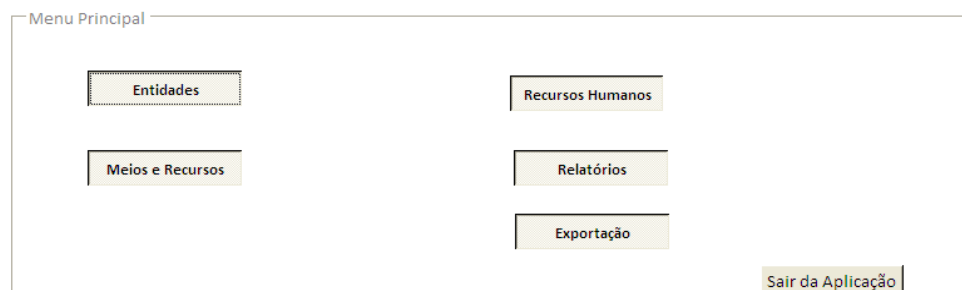 Menu Principal
Entidades
Recursos Humanos
Meios e Recursos
Relatórios
Exportação
Sair da Aplicação